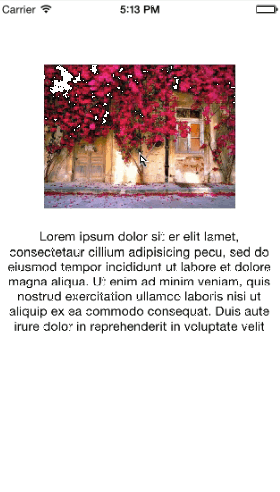 Carrier 5:13 PM
Lorem ipsum dolor sit er elit lamet,
consectetaur cillium adipisicing pecu, sed do
eiusmod tempor incididunt ut labore et dolore
magna aliqua. Ut enim ad minim veniam, quis
nostrud exercitation ullamco laboris nisi ut
aliquip ex ea commodo consequat. Duis aute
irure dolor in reprehenderit in voluptate velit